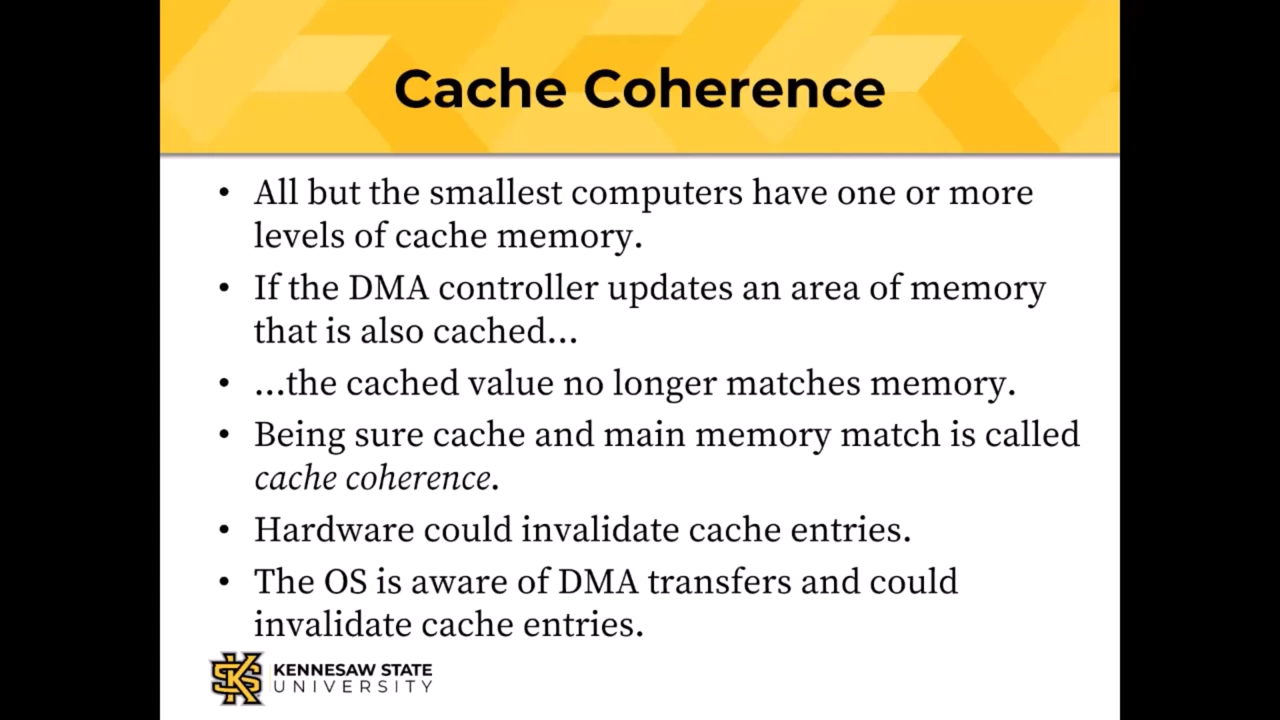 Cache Coherence
• All but the smallest computers have one or more
levels of cache memory.
• If the DMA controller updates an area of memory
that is also cached...
• ...the cached value no longer matches memory.
• Being sure cache and main memory match is called
cache coherence.
• Hardware could invalidate cache entries.
• The OS is aware of DMA transfers and could
invalidate cache entries.
KENNESAW STATE
UNIVERSITY